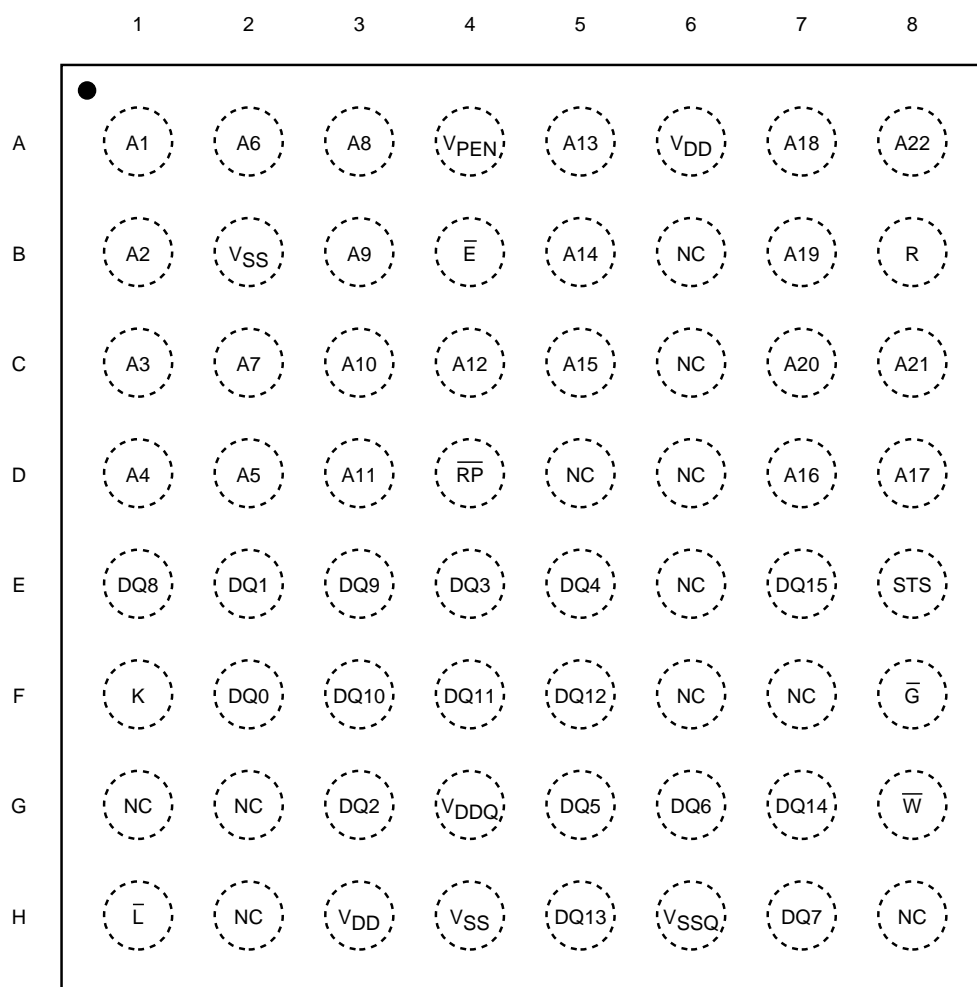 1 2 3 4 5 6 7 8
A A1 A6 A8 VPEN A13 VDD A18 A22
B A2 VSS A9 E̅ A14 NC A19 R
C A3 A7 A10 A12 A15 NC A20 A21
D A4 A5 A11 R̅P̅ NC NC A16 A17
E DQ8 DQ1 DQ9 DQ3 DQ4 NC DQ15 STS
F K DQ0 DQ10 DQ11 DQ12 NC NC G̅
G NC NC DQ2 VDDQ DQ5 DQ6 DQ14 W̅
H L̅ NC VDD VSS DQ13 VSSQ DQ7 NC